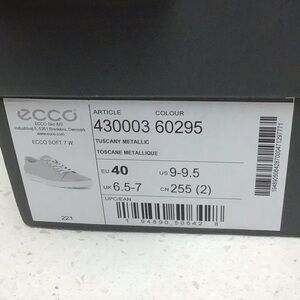 ecco
ECCO Sko A/S
Industrivej 5, 6261 Bredebro, Denmark
www.ecco.com
ECCO SOFT 7 W
221
ARTICLE COLOUR
430003 60295
TUSCANY METALLIC
TOSCANE METALLIQUE
EU 40 US 9-9.5
UK 6.5-7 CN 255 (2)
UPC/EAN
1 94890 50642 8